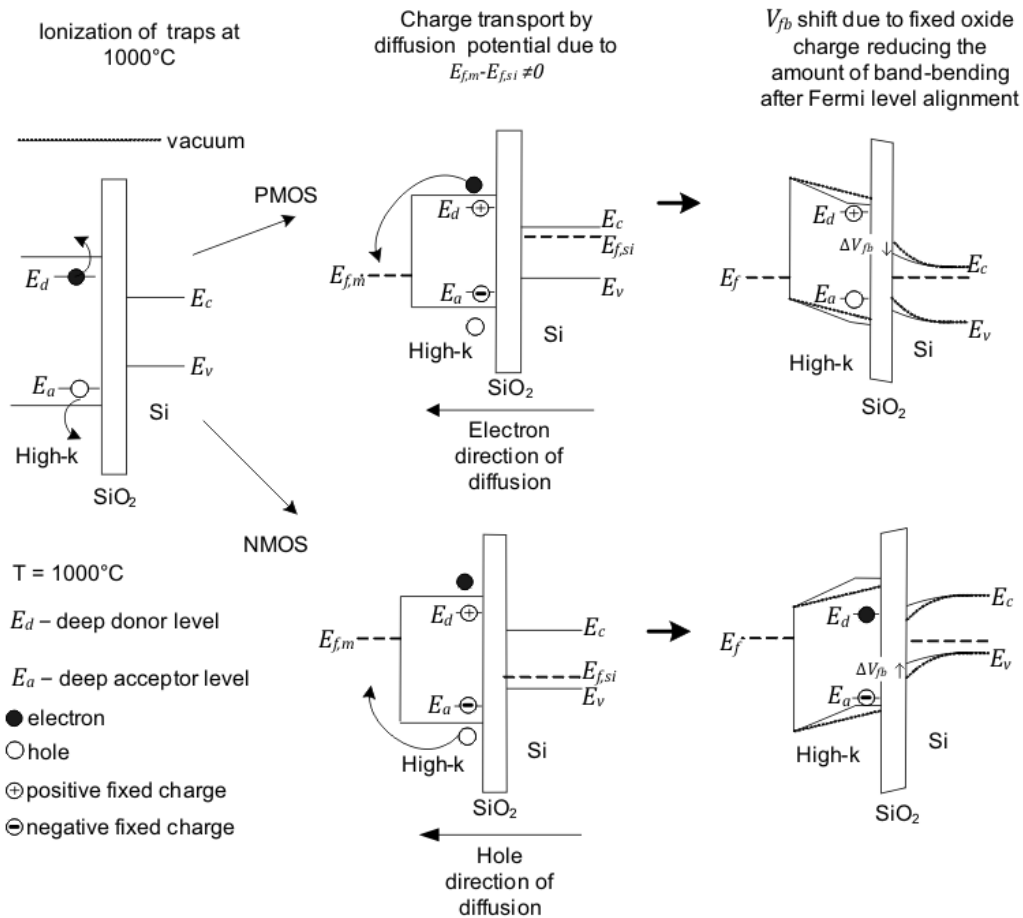 Ionization of traps at
1000°C
Charge transport by
diffusion potential due to
E_{f,m}-E_{f,si} ≠0
V_{fb} shift due to fixed oxide
charge reducing the
amount of band-bending
after Fermi level alignment
vacuum
PMOS
E_d
E_c
E_v
E_a
Si
High-k
SiO₂
E_d
E_c
E_{f,si}
E_{f,m}
E_a
E_v
High-k
Si
SiO₂
Electron
direction of
diffusion
E_d
ΔV_{fb} ↓
E_c
E_f
E_a
E_v
High-k
Si
SiO₂
NMOS
T = 1000°C
E_d – deep donor level
E_a – deep acceptor level
electron
hole
positive fixed charge
negative fixed charge
E_d
E_{f,m}
E_c
E_{f,si}
E_v
E_a
High-k
Si
SiO₂
Hole
direction of
diffusion
E_c
E_d
E_f
E_v
ΔV_{fb} ↑
E_a
High-k
Si
SiO₂